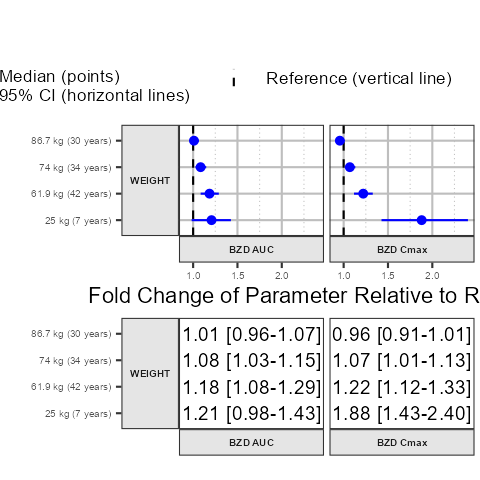 Median (points)
95% CI (horizontal lines)
Reference (vertical line)
86.7 kg (30 years)
74 kg (34 years)
61.9 kg (42 years)
25 kg (7 years)
WEIGHT
BZD AUC
BZD Cmax
1.0 1.5 2.0
1.0 1.5 2.0
Fold Change of Parameter Relative to R
86.7 kg (30 years)
74 kg (34 years)
61.9 kg (42 years)
25 kg (7 years)
WEIGHT
1.01 [0.96-1.07]
1.08 [1.03-1.15]
1.18 [1.08-1.29]
1.21 [0.98-1.43]
0.96 [0.91-1.01]
1.07 [1.01-1.13]
1.22 [1.12-1.33]
1.88 [1.43-2.40]
BZD AUC
BZD Cmax